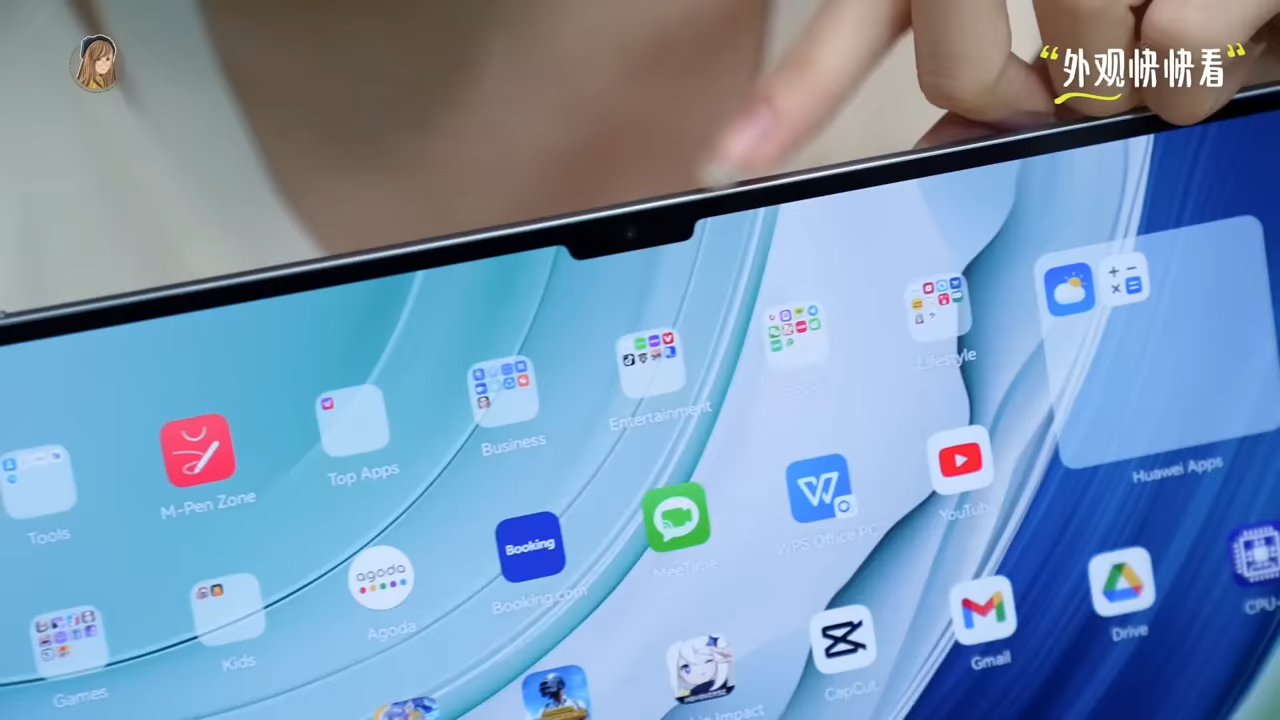 “外观快快看”
Lifestyle
Entertainment
Business
Top Apps
M-Pen Zone
Tools
Huawei Apps
YouTube
WPS Office PC
MeeTime
Booking
Booking.com
agoda
Agoda
Kids
Games
CPU-
Drive
Gmail
CapCut
Impact